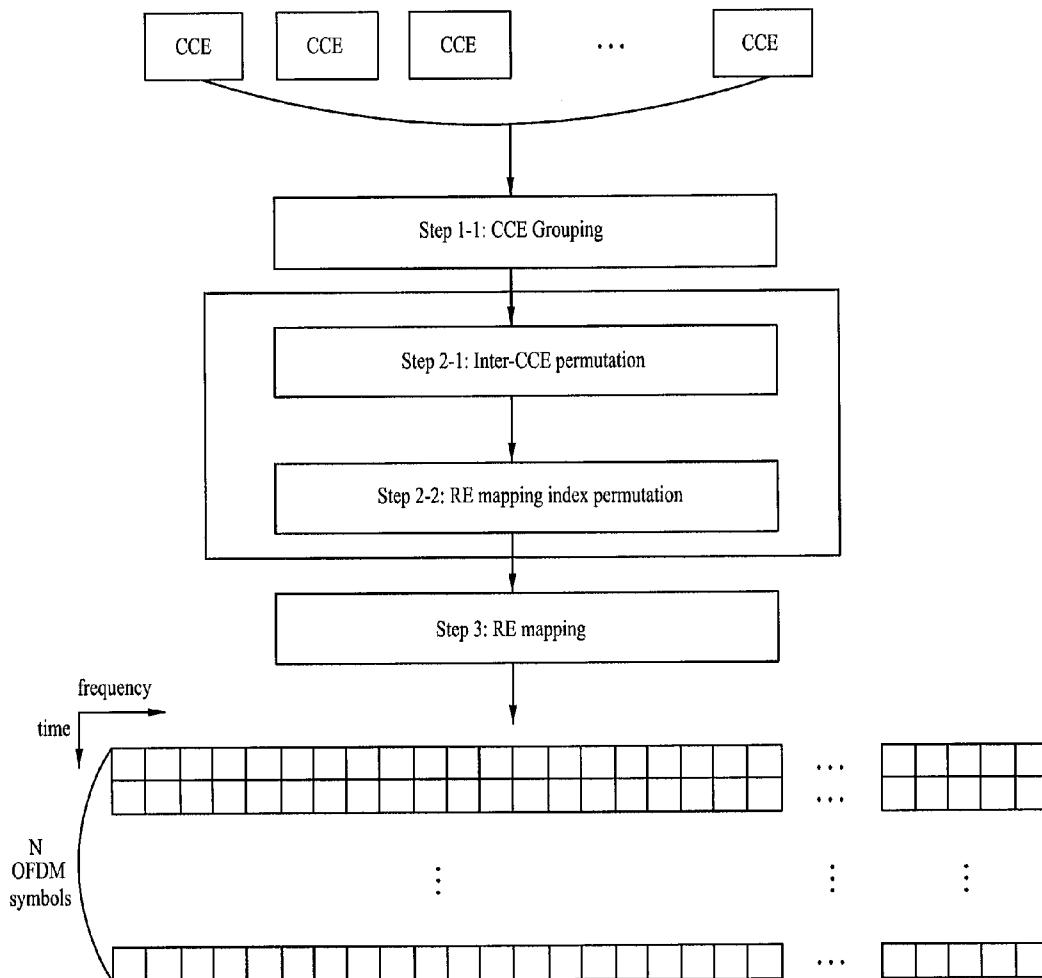 CCE CCE CCE ... CCE
Step 1-1: CCE Grouping
Step 2-1: Inter-CCE permutation
Step 2-2: RE mapping index permutation
Step 3: RE mapping
frequency
time
...
...
N
OFDM
symbols
...